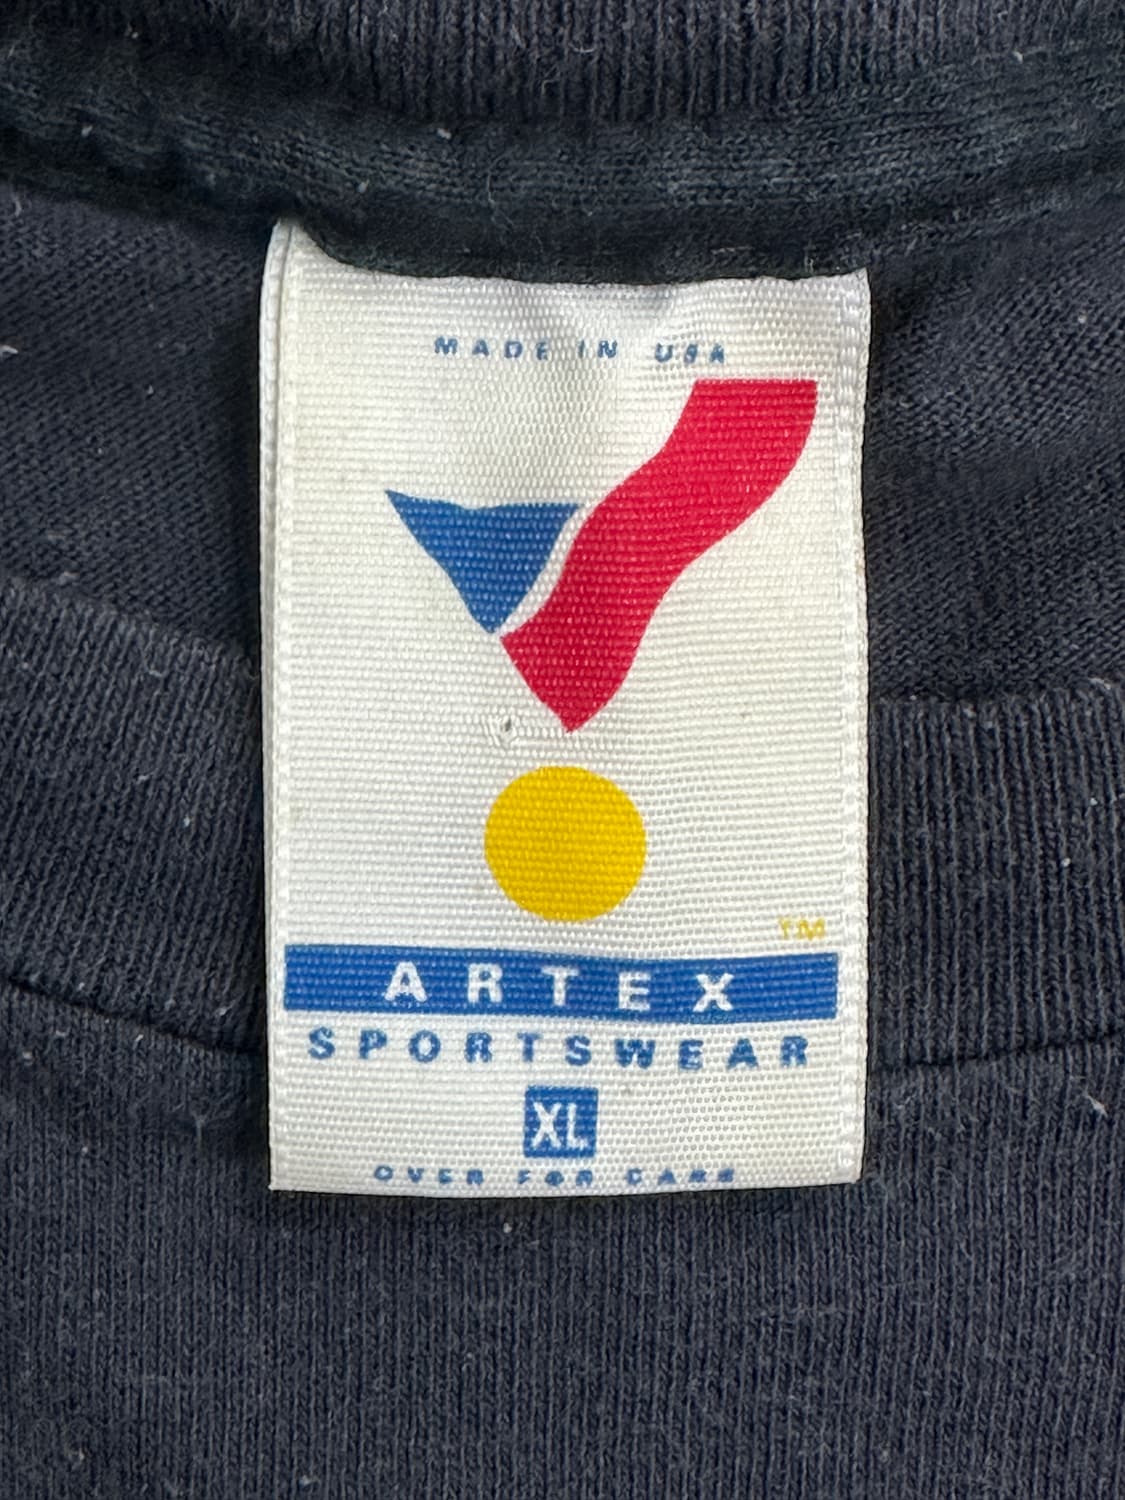 MADE IN USA
TM
ARTEX
SPORTSWEAR
XL
OVER FOR CARE